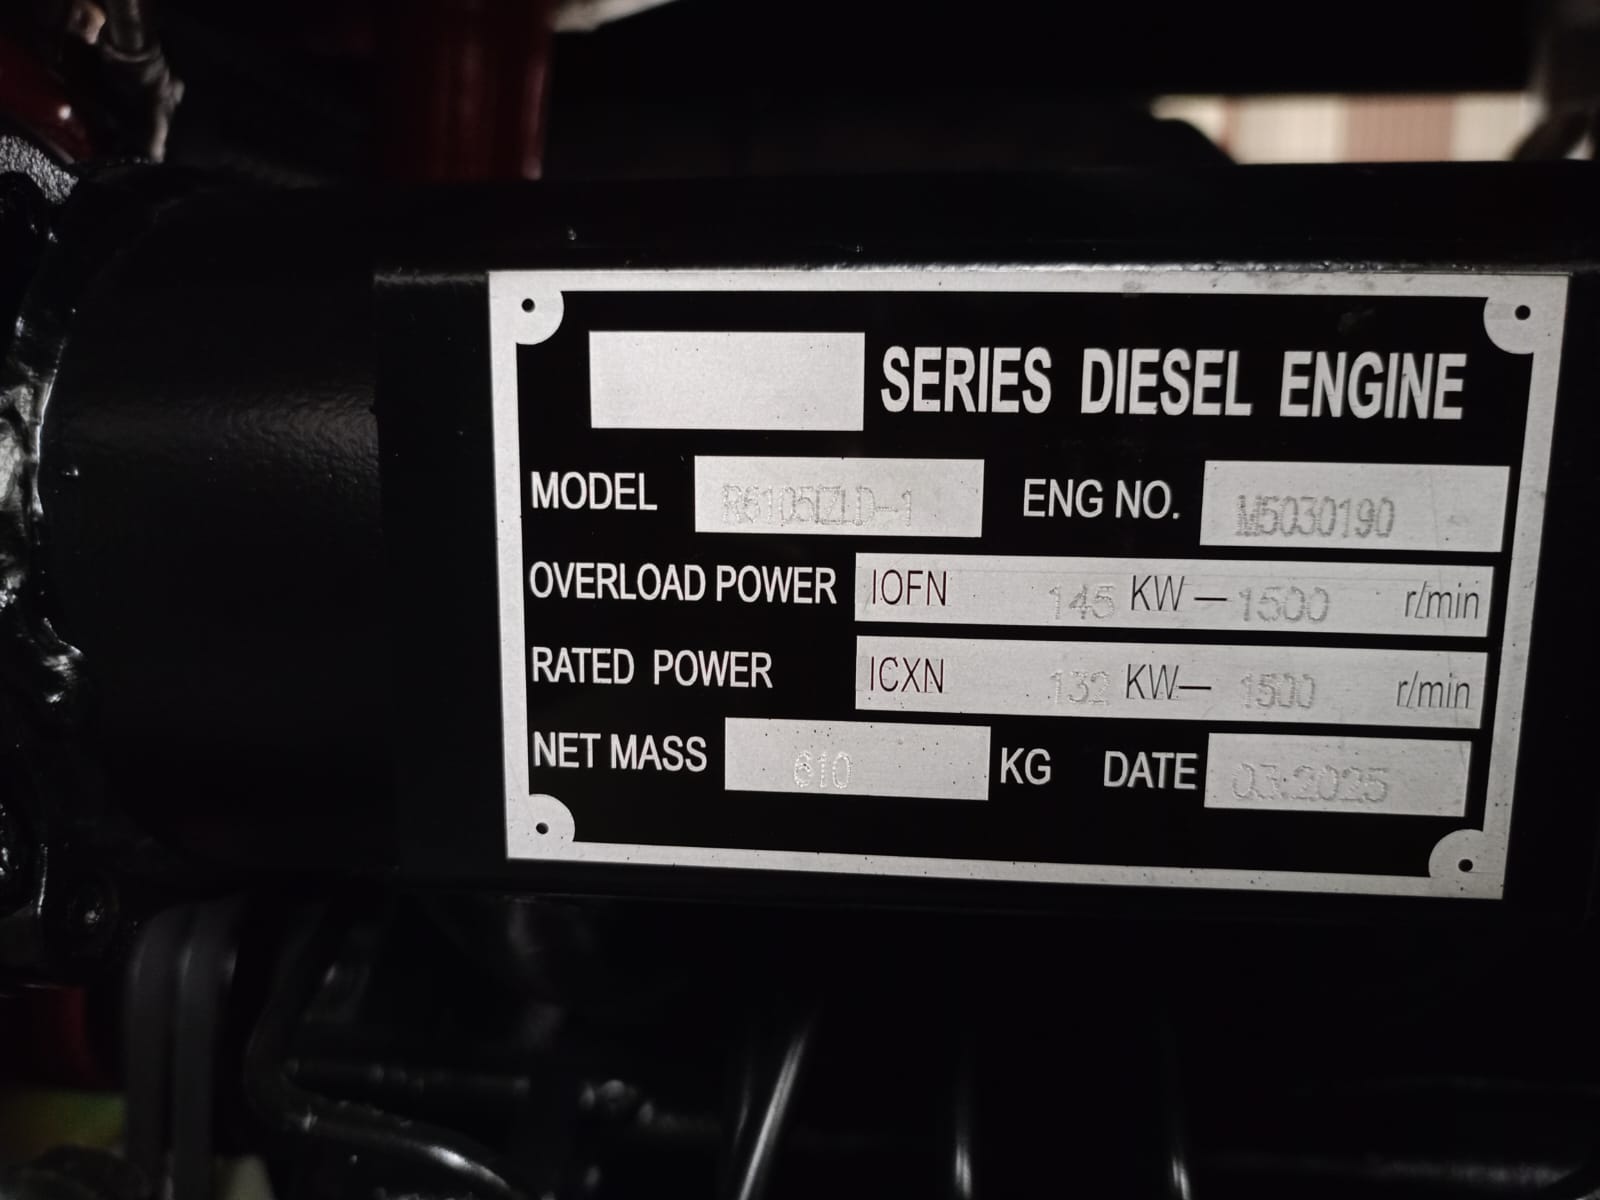 SERIES DIESEL ENGINE
MODEL R6105IZLD-1 ENG NO. M5030190
OVERLOAD POWER IOFN 145 KW — 1500 r/min
RATED POWER ICXN 132 KW — 1500 r/min
NET MASS 610 KG DATE 03.2025